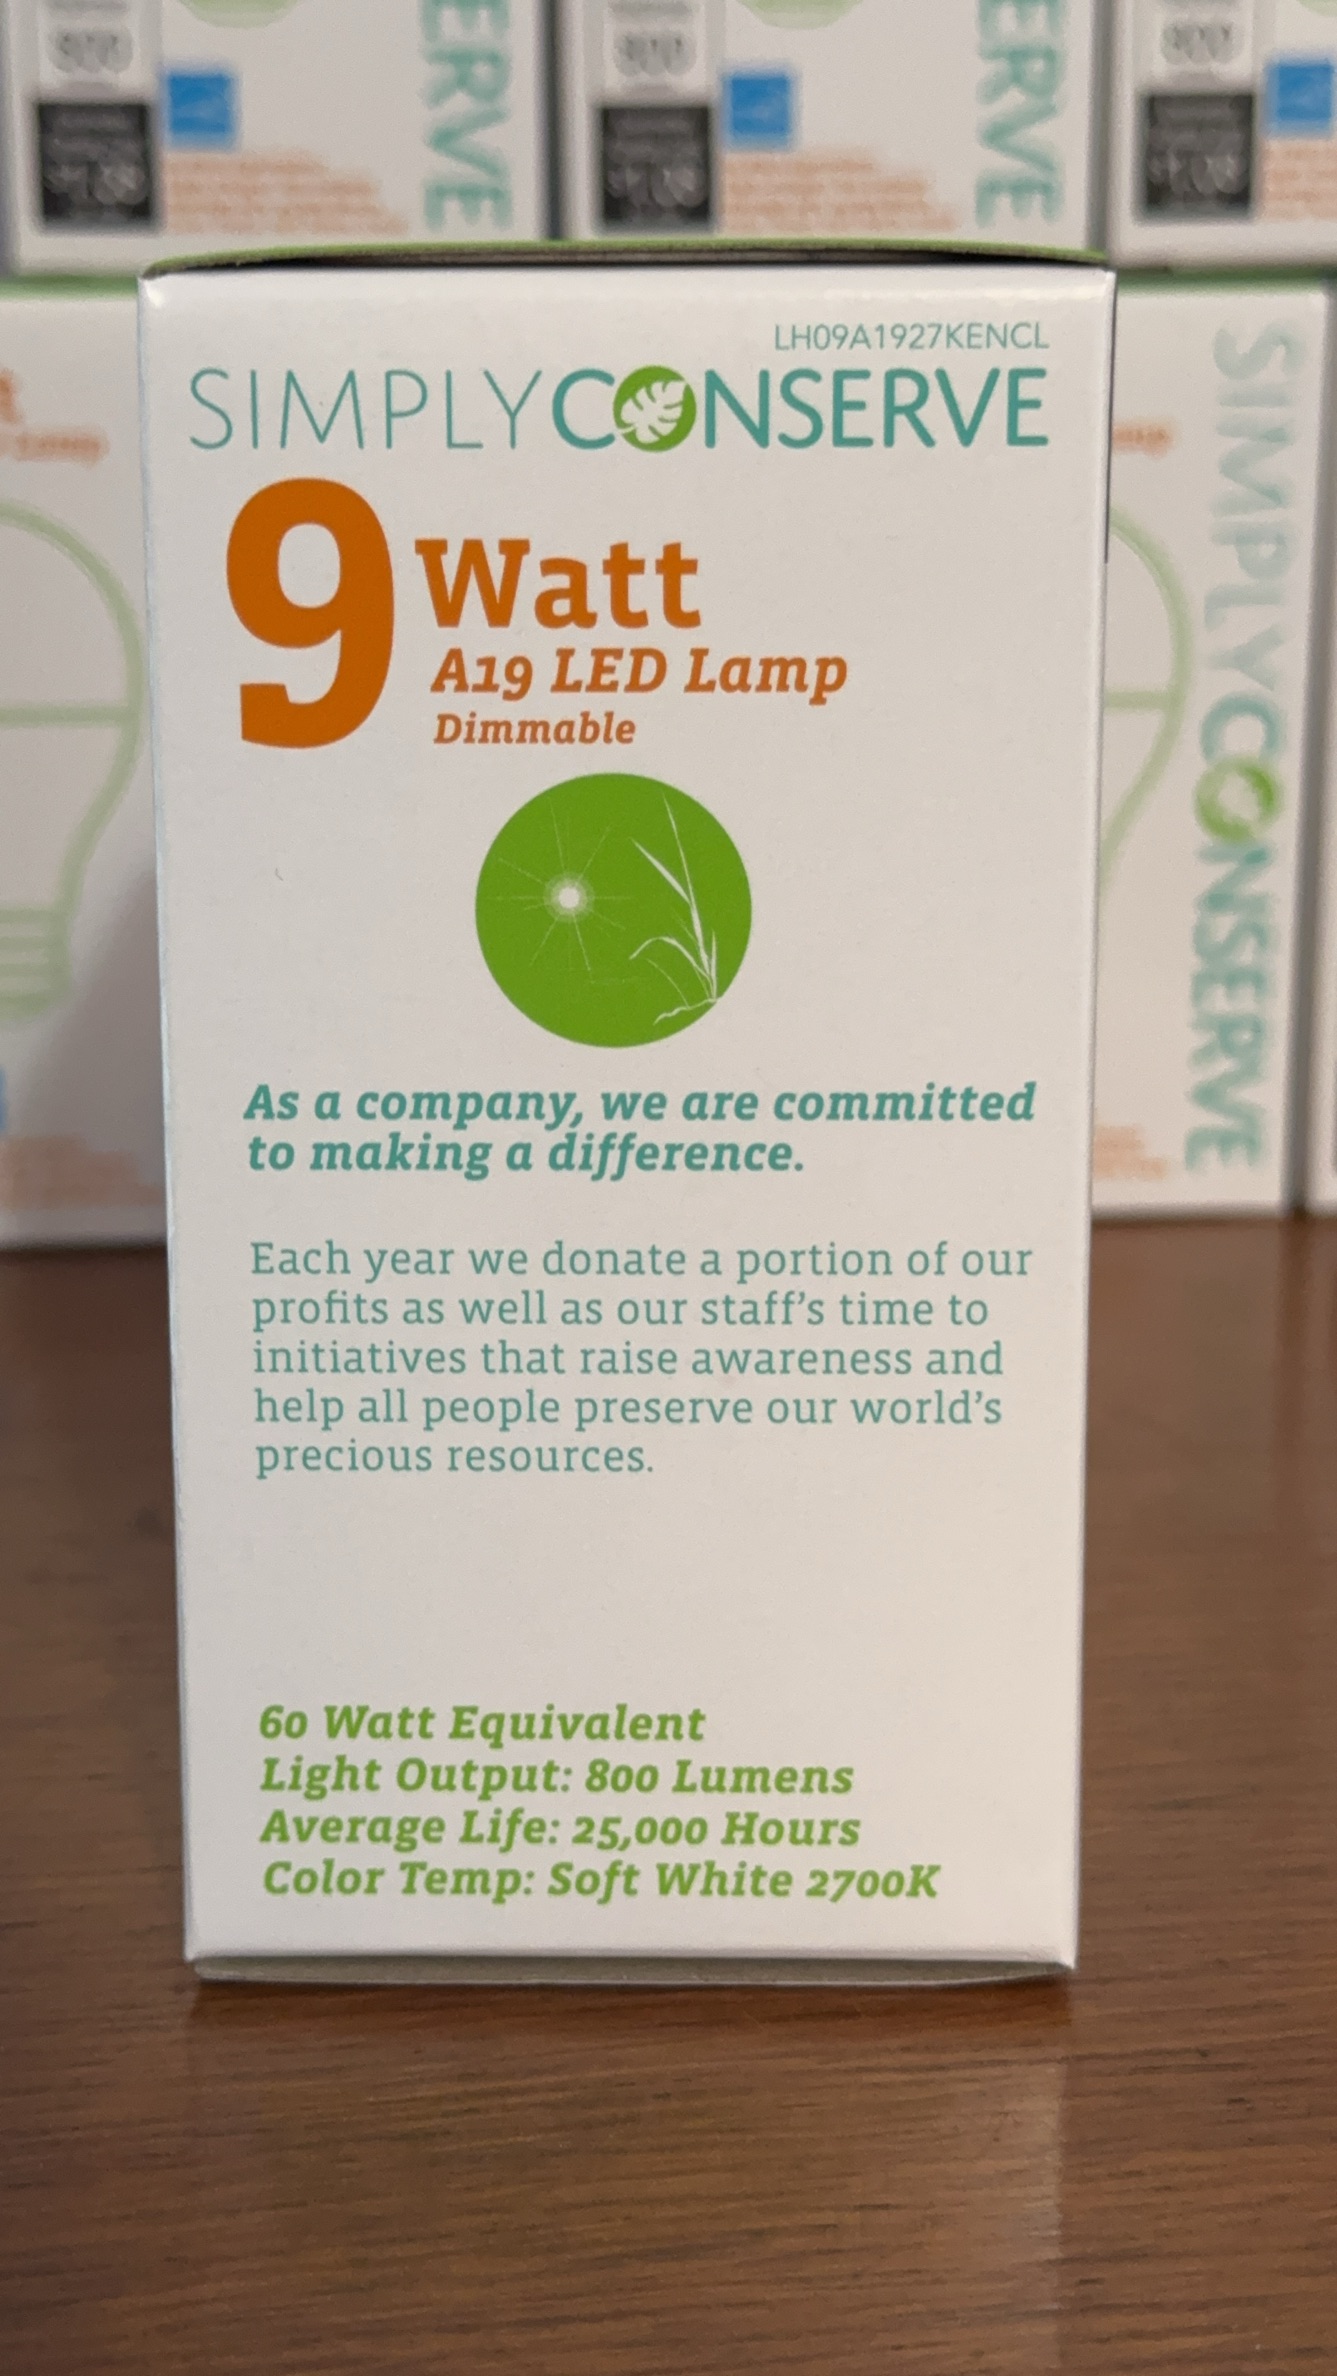 ERVE
ERVE
LH09A1927KENCL
SIMPLYCONSERVE
9 Watt
A19 LED Lamp
Dimmable
As a company, we are committed
to making a difference.
Each year we donate a portion of our
profits as well as our staff's time to
initiatives that raise awareness and
help all people preserve our world's
precious resources.
60 Watt Equivalent
Light Output: 800 Lumens
Average Life: 25,000 Hours
Color Temp: Soft White 2700K
SIMPLYCONSERVE